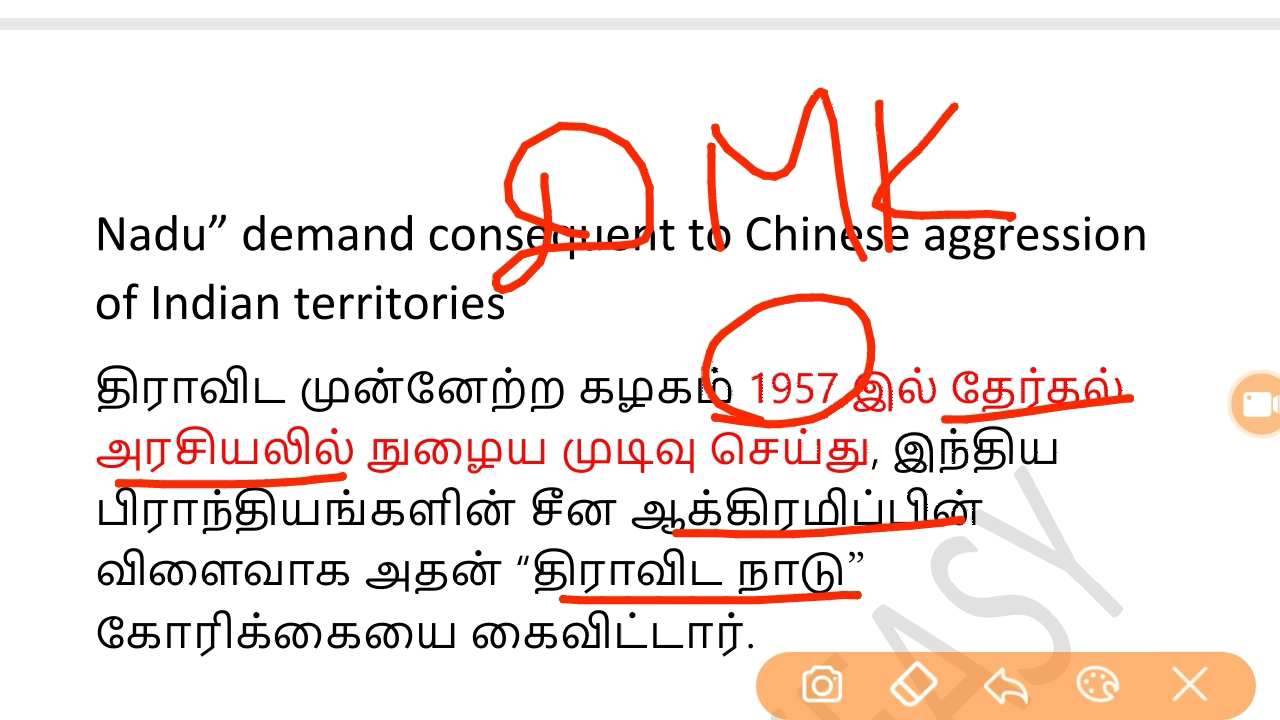 DMK
Nadu” demand consequent to Chinese aggression
of Indian territories
திராவிட முன்னேற்ற கழகம் 1957 இல் தேர்தல்
அரசியலில் நுழைய முடிவு செய்து, இந்திய
பிராந்தியங்களின் சீன ஆக்கிரமிப்பின்
விளைவாக அதன் “திராவிட நாடு”
கோரிக்கையை கைவிட்டார்.
EASY